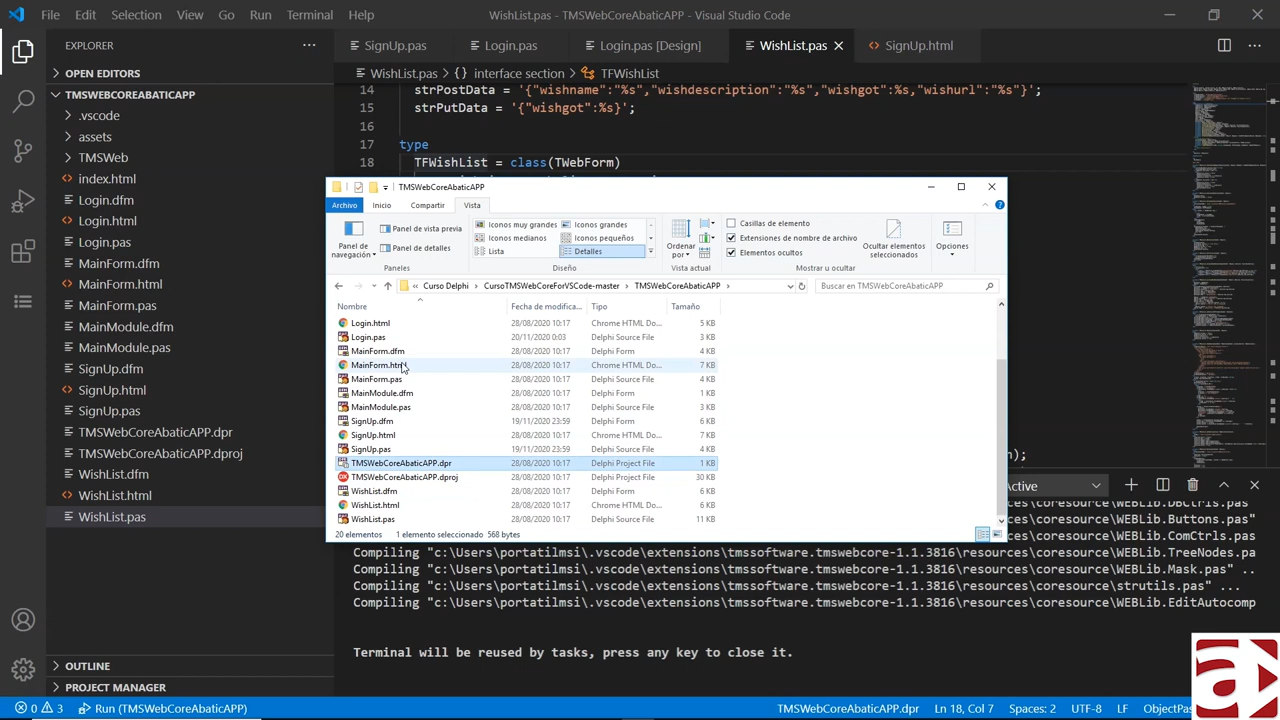 File Edit Selection View Go Run Terminal Help
WishList.pas - TMSWebCoreAbaticAPP - Visual Studio Code
EXPLORER
OPEN EDITORS
TMSWEBCOREABATICAPP
assets
TMSWeb
index.html
Login.dfm
Login.html
Login.pas
MainForm.dfm
MainModule.dfm
SignUp.dfm
SignUp.pas
TMSWebCoreAbaticAPP.dpr
TMSWebCoreAbaticAPP.dproj
WishList.dfm
WishList.html
WishList.pas
OUTLINE
PROJECT MANAGER
SignUp.pas Login.pas Login.pas [Design] WishList.pas SignUp.html
WishList.pas {} interface section TFWishList
14 strPostData = '{"wishname":"%s","wishdescription":"%s","wishgot":%s,"wishurl":"%s"}';
15 strPutData = '{"wishgot":%s}';
16
17 type
18 TFWishList = class(TWebForm)
TMSWebCoreAbaticAPP
Archivo Inicio Compartir Vista
Panel de navegación
Panel de vista previa
Panel de detalles
Paneles
Iconos muy grandes Iconos grandes
Iconos medianos Iconos pequeños
Lista Detalles
Diseño
Ordenar por
Vista actual
Casillas de elemento
Extensiones de nombre de archivo
Elementos ocultos
Ocultar elementos seleccionados
Mostrar u ocultar
Opciones
« Curso Delphi CursoTMSWebCoreForVSCode-master TMSWebCoreAbaticAPP
Buscar en TMSWebCoreAbaticAPP
Nombre Fecha de modifica... Tipo Tamaño
Login.html 28/08/2020 10:17 Chrome HTML Do... 5 KB
Login.pas 28/11/2020 0:03 Delphi Source File 4 KB
MainForm.dfm 28/08/2020 10:17 Delphi Form 4 KB
MainForm.html 28/08/2020 10:17 Chrome HTML Do... 7 KB
MainForm.pas 28/08/2020 10:17 Delphi Source File 4 KB
MainModule.dfm 28/08/2020 10:17 Delphi Form 1 KB
MainModule.pas 28/08/2020 10:17 Delphi Source File 3 KB
SignUp.dfm 19/11/2020 23:59 Delphi Form 6 KB
SignUp.html 28/08/2020 10:17 Chrome HTML Do... 7 KB
SignUp.pas 19/11/2020 23:59 Delphi Source File 4 KB
TMSWebCoreAbaticAPP.dpr 28/08/2020 10:17 Delphi Project File 1 KB
TMSWebCoreAbaticAPP.dproj 28/08/2020 10:17 Delphi Project File 30 KB
WishList.dfm 28/08/2020 10:17 Delphi Form 6 KB
WishList.html 28/08/2020 10:17 Chrome HTML Do... 6 KB
WishList.pas 28/08/2020 10:17 Delphi Source File 11 KB
20 elementos 1 elemento seleccionado 568 bytes
m);
Active
WEBLib.DBCtrls.pas"
WEBLib.Buttons.pas"
WEBLib.ComCtrls.pas
Compiling "c:\Users\portatilmsi\.vscode\extensions\tmssoftware.tmswebcore-1.1.3816\resources\coresource\WEBLib.TreeNodes.pa
Compiling "c:\Users\portatilmsi\.vscode\extensions\tmssoftware.tmswebcore-1.1.3816\resources\coresource\WEBLib.Mask.pas" ..
Compiling "c:\Users\portatilmsi\.vscode\extensions\tmssoftware.tmswebcore-1.1.3816\resources\coresource\strutils.pas" ...
Compiling "c:\Users\portatilmsi\.vscode\extensions\tmssoftware.tmswebcore-1.1.3816\resources\coresource\WEBLib.EditAutocomp
Terminal will be reused by tasks, press any key to close it.
0 3 Run (TMSWebCoreAbaticAPP)
TMSWebCoreAbaticAPP.dpr Ln 18, Col 7 Spaces: 2 UTF-8 LF ObjectPas